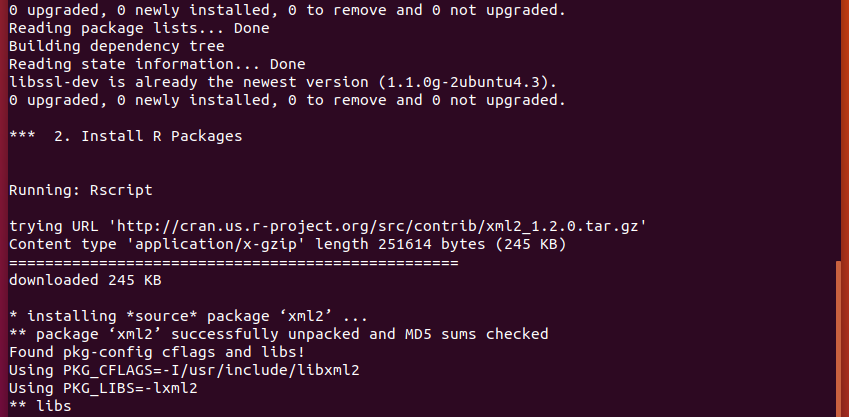 0 upgraded, 0 newly installed, 0 to remove and 0 not upgraded.
Reading package lists... Done
Building dependency tree
Reading state information... Done
libssl-dev is already the newest version (1.1.0g-2ubuntu4.3).
0 upgraded, 0 newly installed, 0 to remove and 0 not upgraded.
***  2. Install R Packages
Running: Rscript
trying URL 'http://cran.us.r-project.org/src/contrib/xml2_1.2.0.tar.gz'
Content type 'application/x-gzip' length 251614 bytes (245 KB)
==================================================
downloaded 245 KB
* installing *source* package ‘xml2’ ...
** package ‘xml2’ successfully unpacked and MD5 sums checked
Found pkg-config cflags and libs!
Using PKG_CFLAGS=-I/usr/include/libxml2
Using PKG_LIBS=-lxml2
** libs